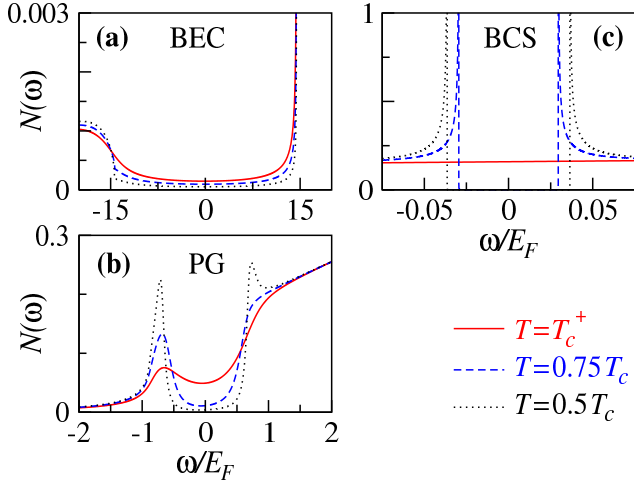 0.003
(a) BEC
N(ω)
0
-15 0 15
1
BCS (c)
0
-0.05 0 0.05
ω/E_F
0.3
(b) PG
N(ω)
0
-2 -1 0 1 2
ω/E_F
T=T_c^+
T=0.75T_c
T=0.5T_c